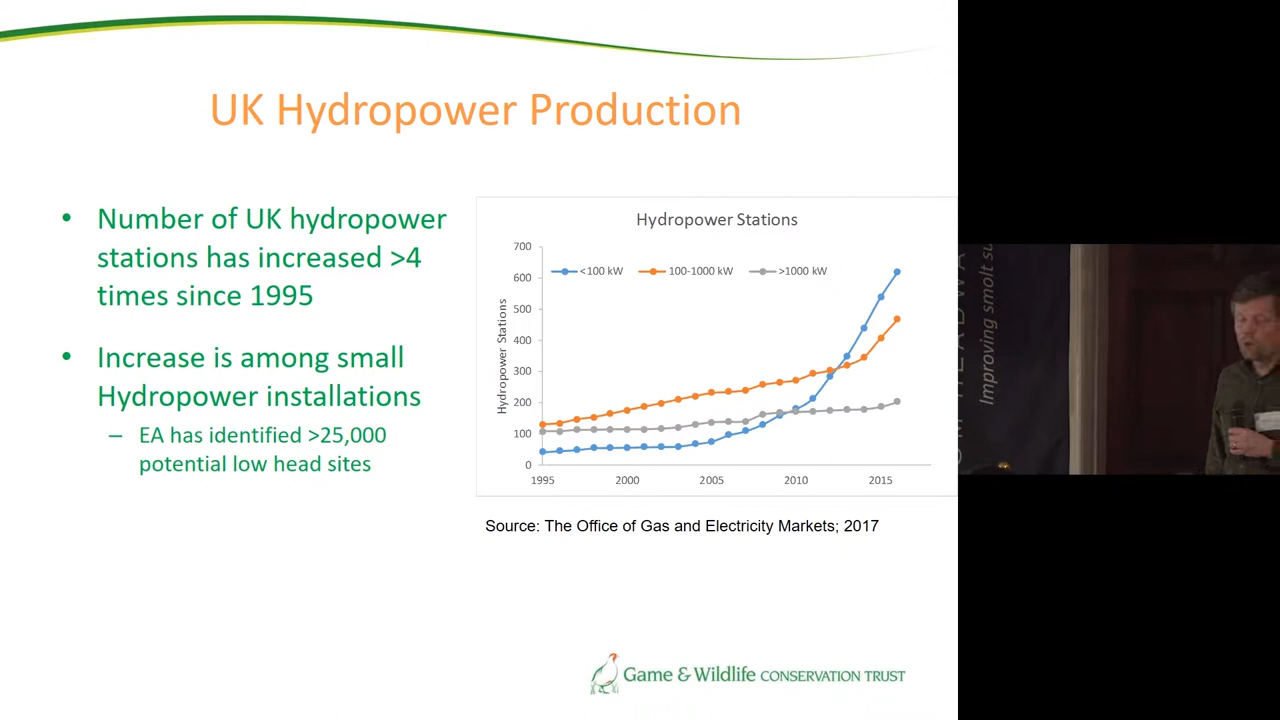 UK Hydropower Production
• Number of UK hydropower
stations has increased >4
times since 1995
• Increase is among small
Hydropower installations
– EA has identified >25,000
potential low head sites
Hydropower Stations
<100 kW
100-1000 kW
>1000 kW
Hydropower Stations
700
600
500
400
300
200
100
0
1995
2000
2005
2010
2015
Source: The Office of Gas and Electricity Markets; 2017
Game & Wildlife CONSERVATION TRUST
Improving smolt